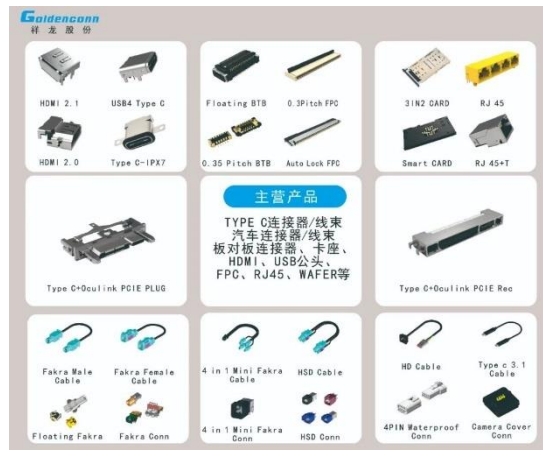 Goldenconn
祥龙股份
HDMI 2.1
USB4 Type C
HDMI 2.0
Type C-IPX7
Floating BTB
0.3Pitch FPC
0.35 Pitch BTB
Auto Lock FPC
3IN2 CARD
RJ 45
Smart CARD
RJ 45+T
Type C+Oculink PCIE PLUG
主营产品
TYPE C连接器/线束
汽车连接器/线束
板对板连接器、卡座、
HDMI、USB公头、
FPC、RJ45、WAFER等
Type C+Oculink PCIE Rec
Fakra Male
Cable
Fakra Female
Cable
Floating Fakra
Fakra Conn
4 in 1 Mini Fakra
Cable
HSD Cable
4 in 1 Mini Fakra
Conn
HSD Conn
HD Cable
Type c 3.1
Cable
4PIN Waterproof
Conn
Camera Cover
Conn